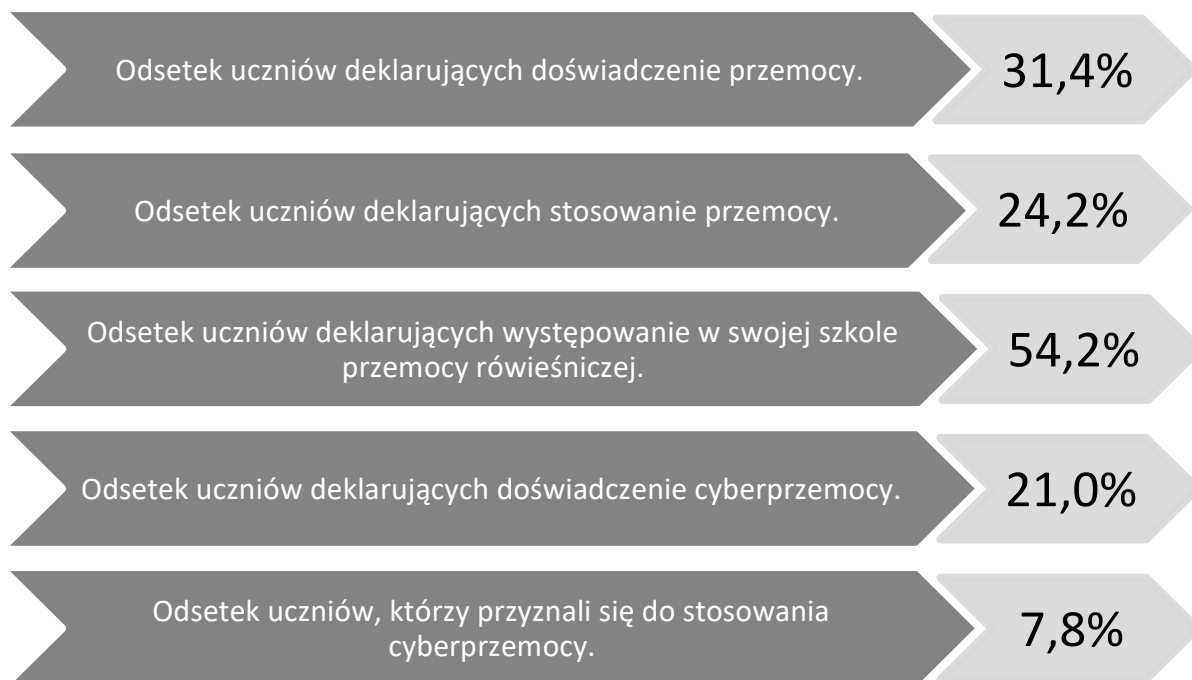 Odsetek uczniów deklarujących doświadczenie przemocy.
31,4%
Odsetek uczniów deklarujących stosowanie przemocy.
24,2%
Odsetek uczniów deklarujących występowanie w swojej szkole
przemocy rówieśniczej.
54,2%
Odsetek uczniów deklarujących doświadczenie cyberprzemocy.
21,0%
Odsetek uczniów, którzy przyznali się do stosowania
cyberprzemocy.
7,8%